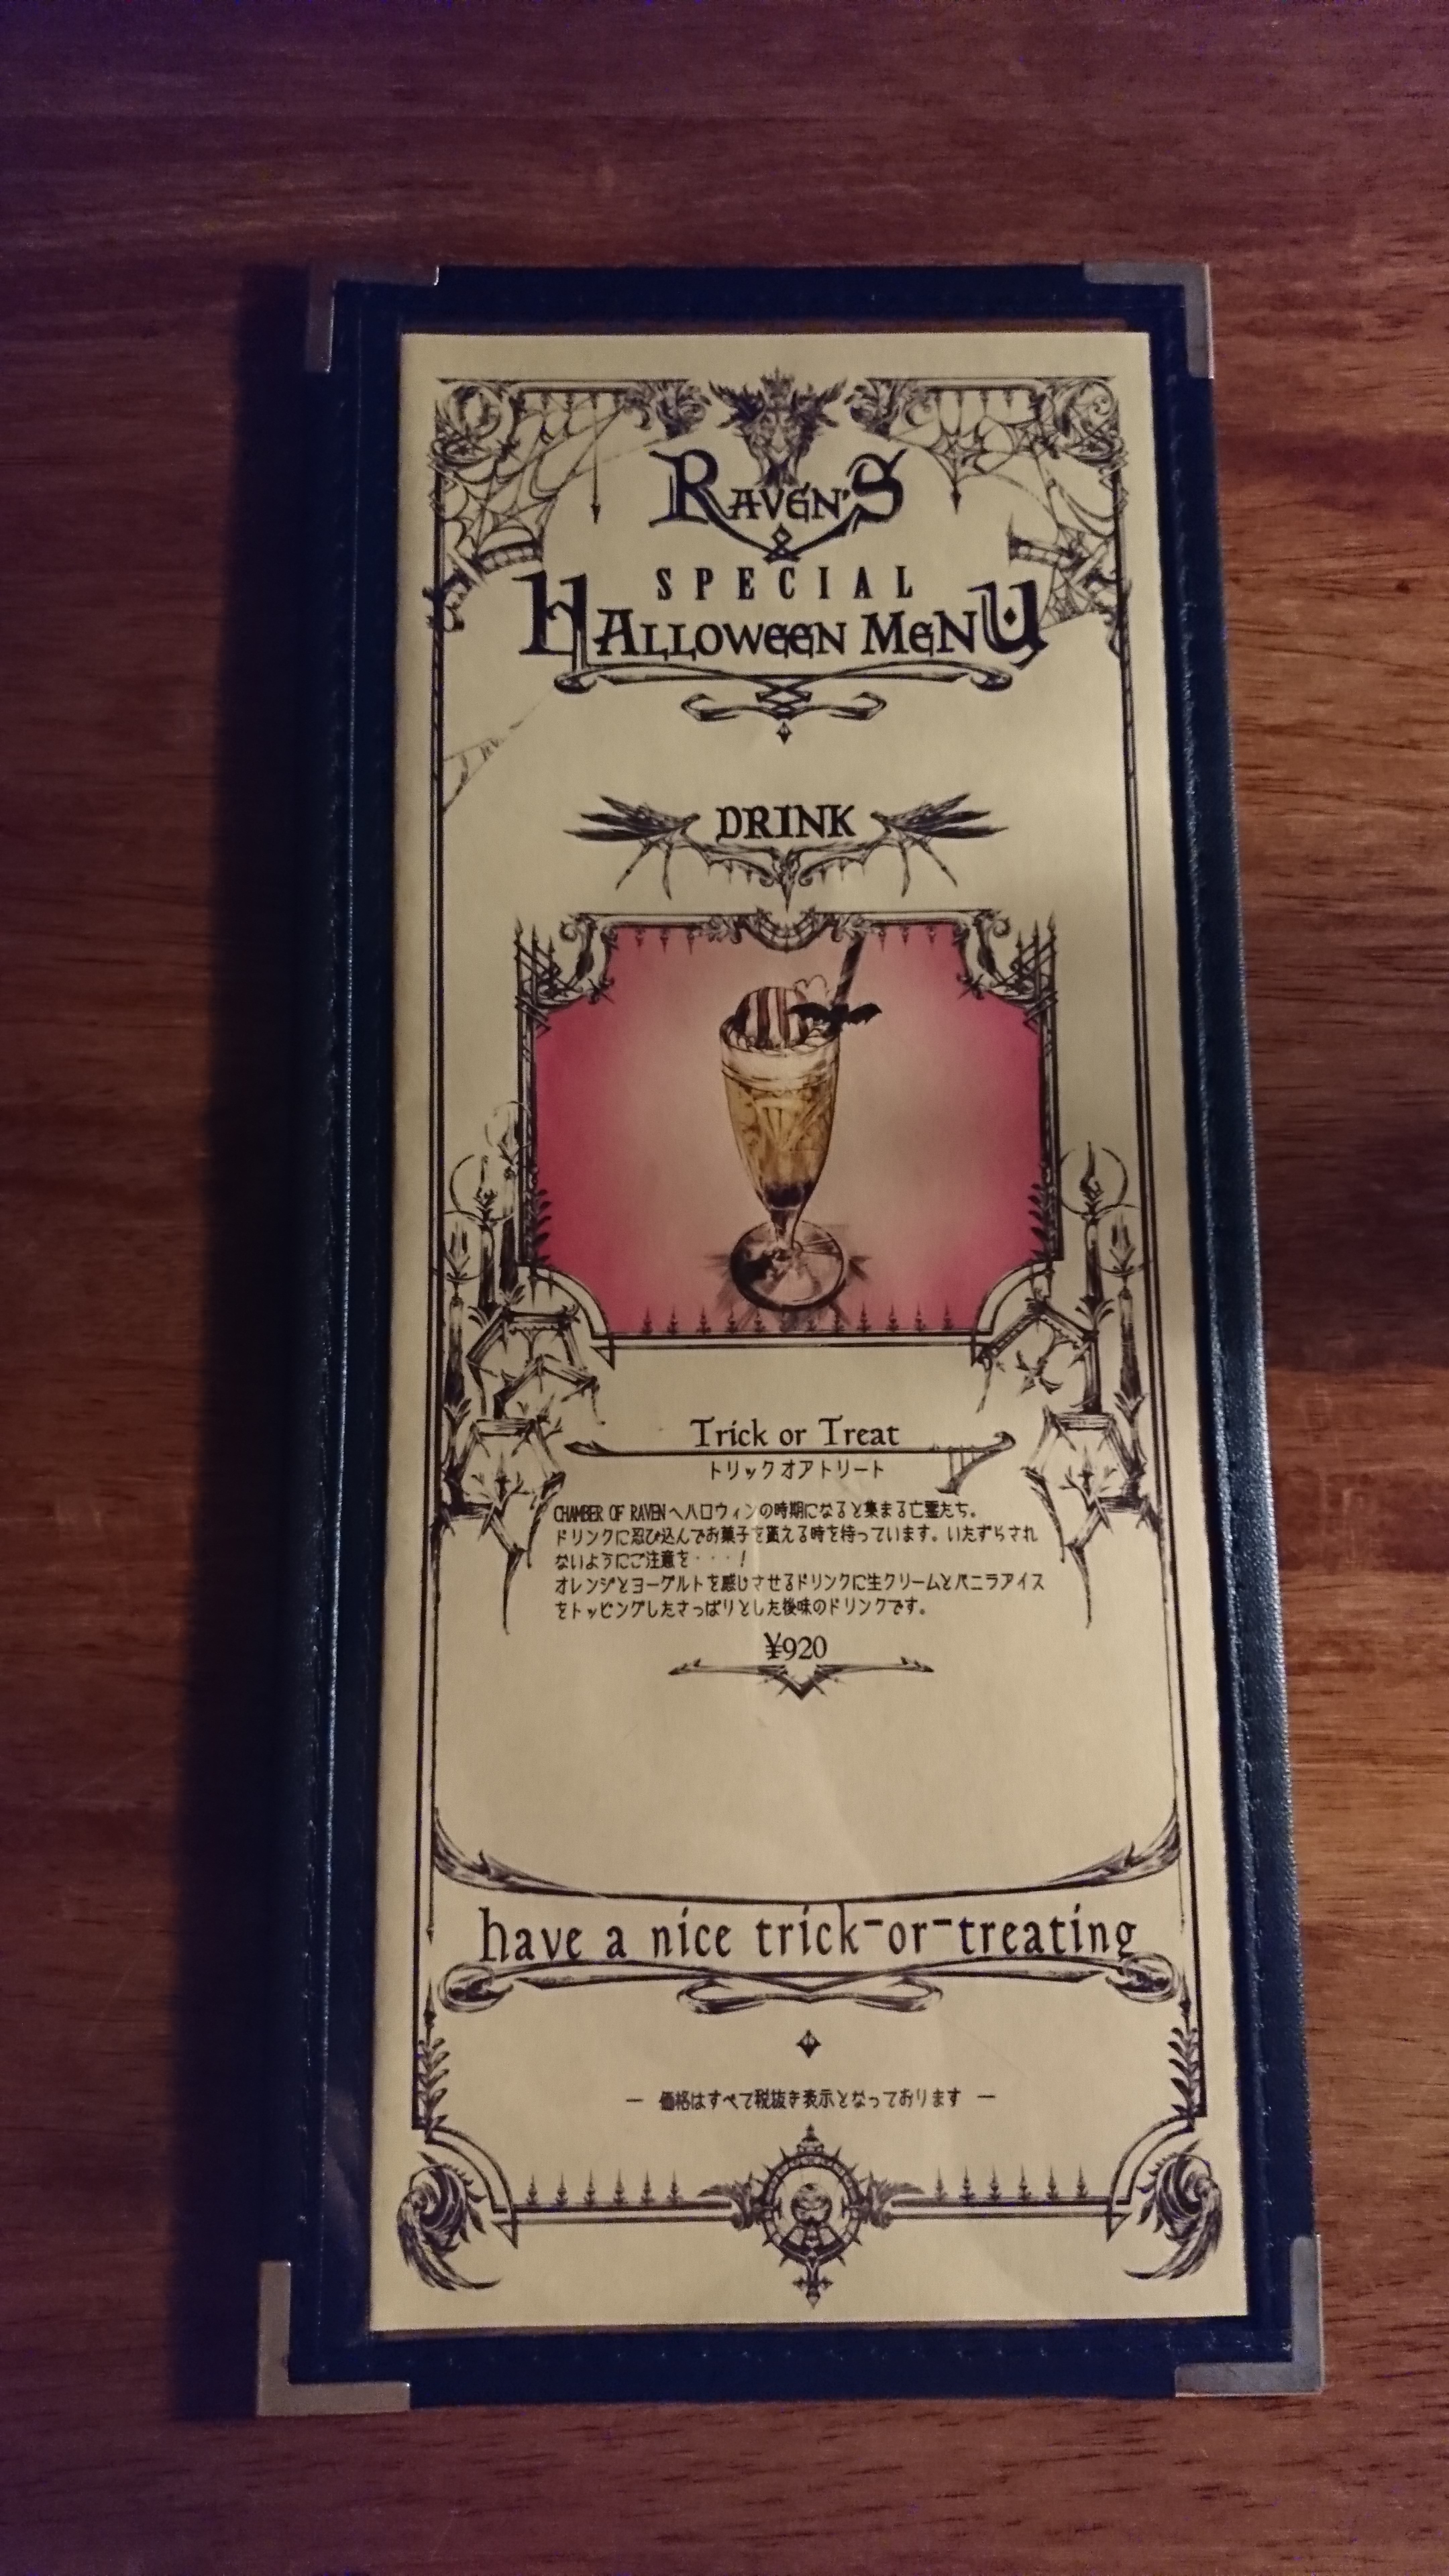 RAVEN'S
SPECIAL
HALLOWEEN MENU
DRINK
Trick or Treat
トリックオアトリート
CHAMBER OF RAVENへハロウィンの時期になると集まる亡霊たち。
ドリンクに忍び込んでお菓子を貰える時を待っています。いたずらされ
ないようにご注意を・・・!
オレンジとヨーグルトを感じさせるドリンクに生クリームとバニラアイス
をトッピングしたさっぱりとした後味のドリンクです。
¥920
have a nice trick-or-treating
― 価格はすべて税抜き表示となっております ―